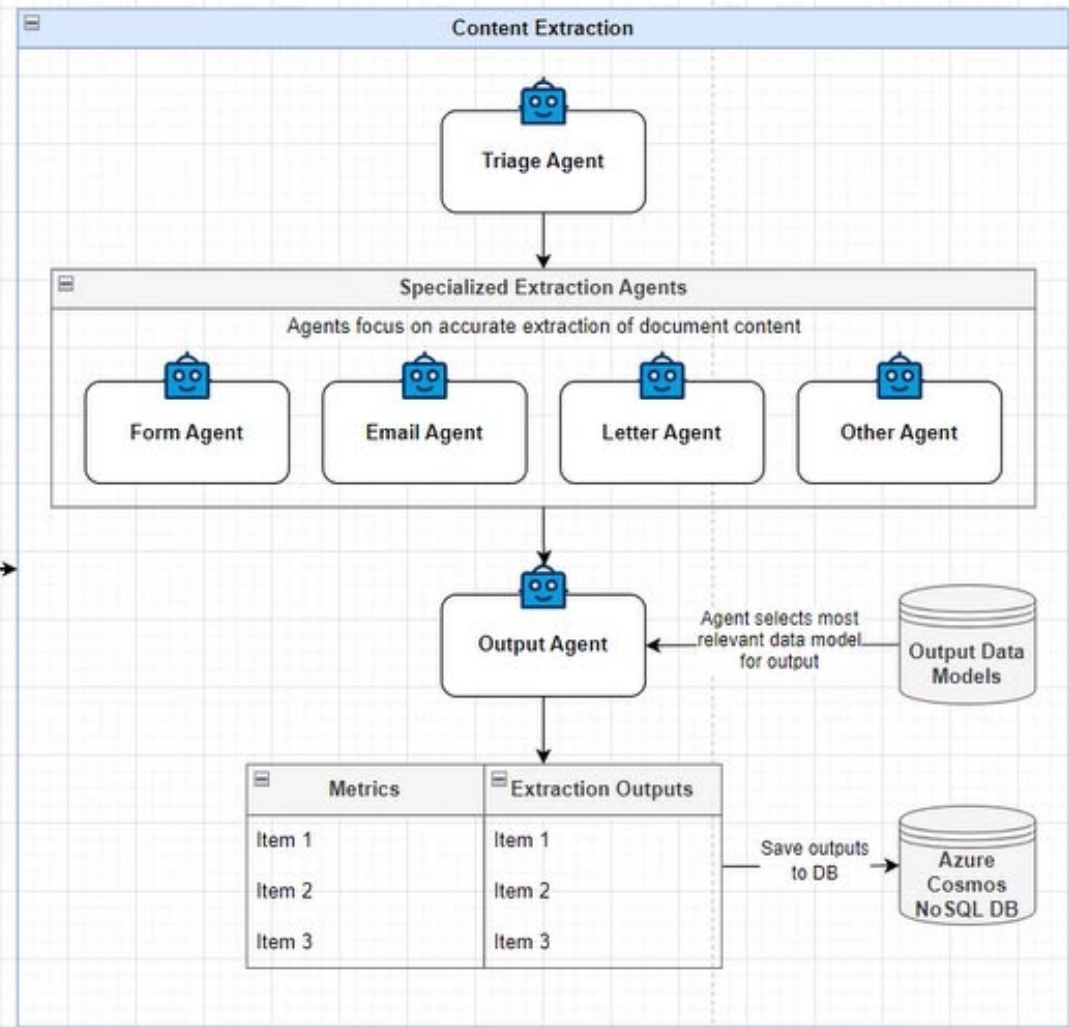 Content Extraction
Triage Agent
Specialized Extraction Agents
Agents focus on accurate extraction of document content
Form Agent
Email Agent
Letter Agent
Other Agent
Output Agent
Agent selects most
relevant data model
for output
Output Data
Models
Metrics
Extraction Outputs
Item 1
Item 1
Item 2
Item 2
Item 3
Item 3
Save outputs
to DB
Azure
Cosmos
NoSQL DB